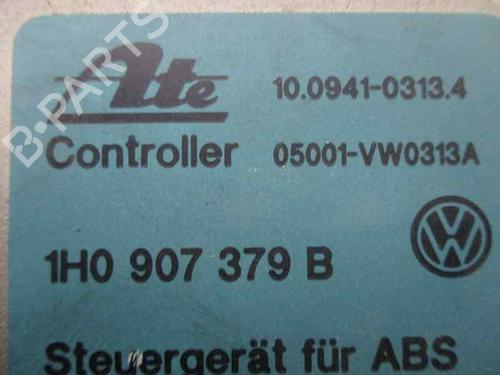 Ate 10.0941-0313.4
Controller 05001-VW0313A
1H0 907 379 B
Steuergerät für ABS
B-PARTS